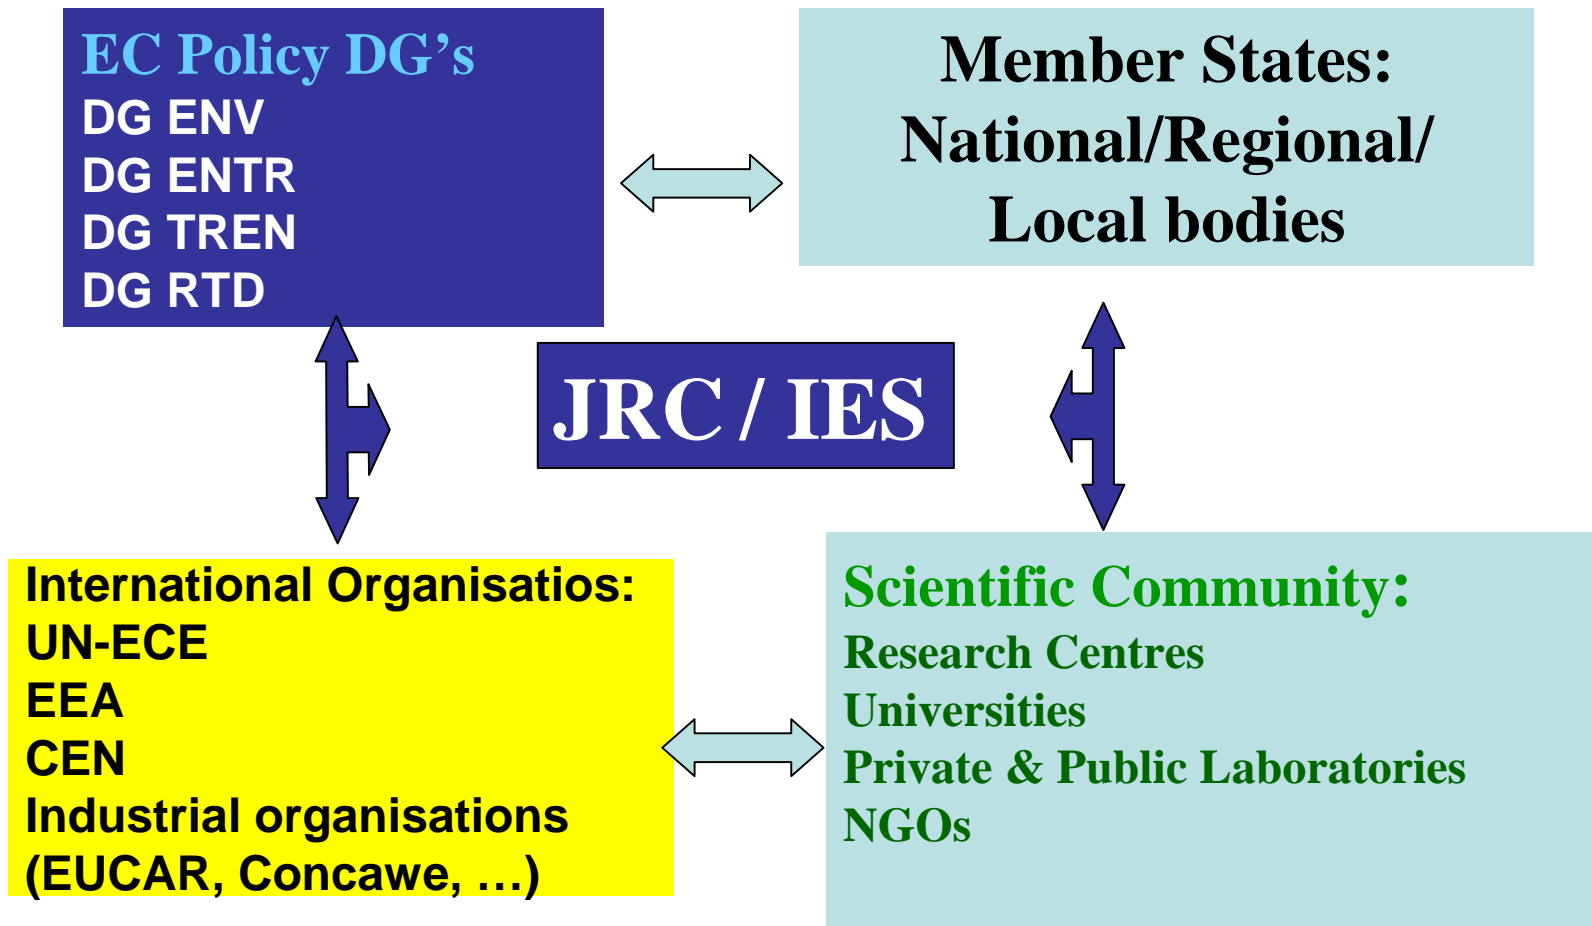 EC Policy DG’s
DG ENV
DG ENTR
DG TREN
DG RTD
Member States:
National/Regional/
Local bodies
JRC / IES
International Organisatios:
UN-ECE
EEA
CEN
Industrial organisations
(EUCAR, Concawe, …)
Scientific Community:
Research Centres
Universities
Private & Public Laboratories
NGOs